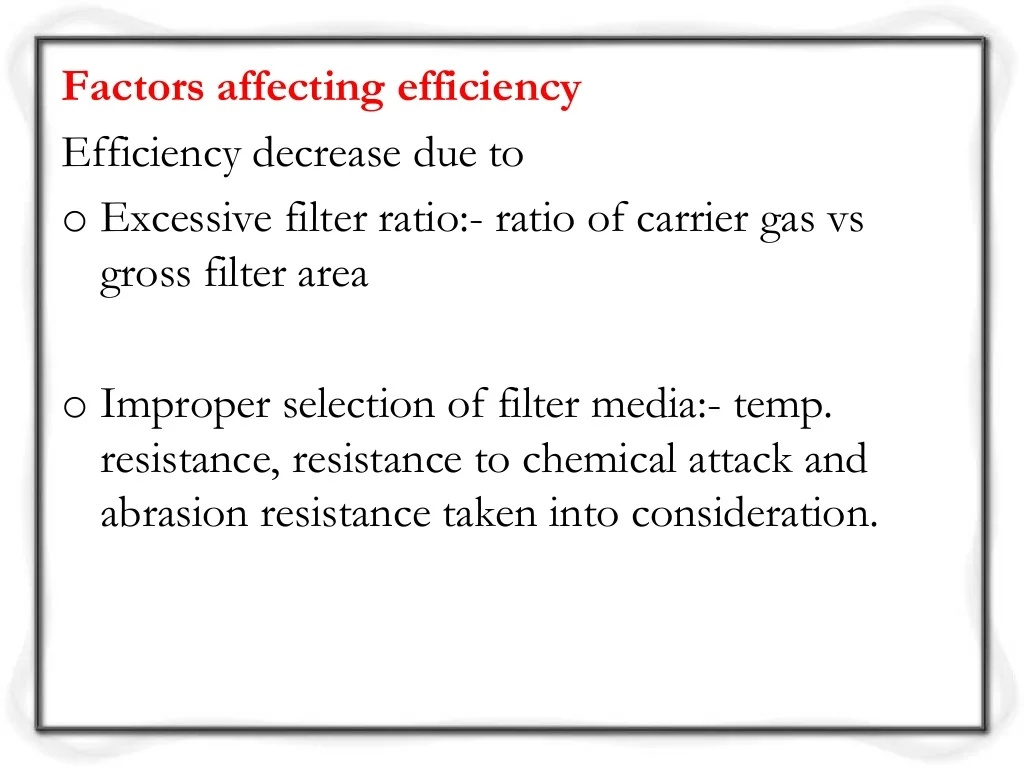 Factors affecting efficiency
Efficiency decrease due to
o Excessive filter ratio:- ratio of carrier gas vs
gross filter area
o Improper selection of filter media:- temp.
resistance, resistance to chemical attack and
abrasion resistance taken into consideration.